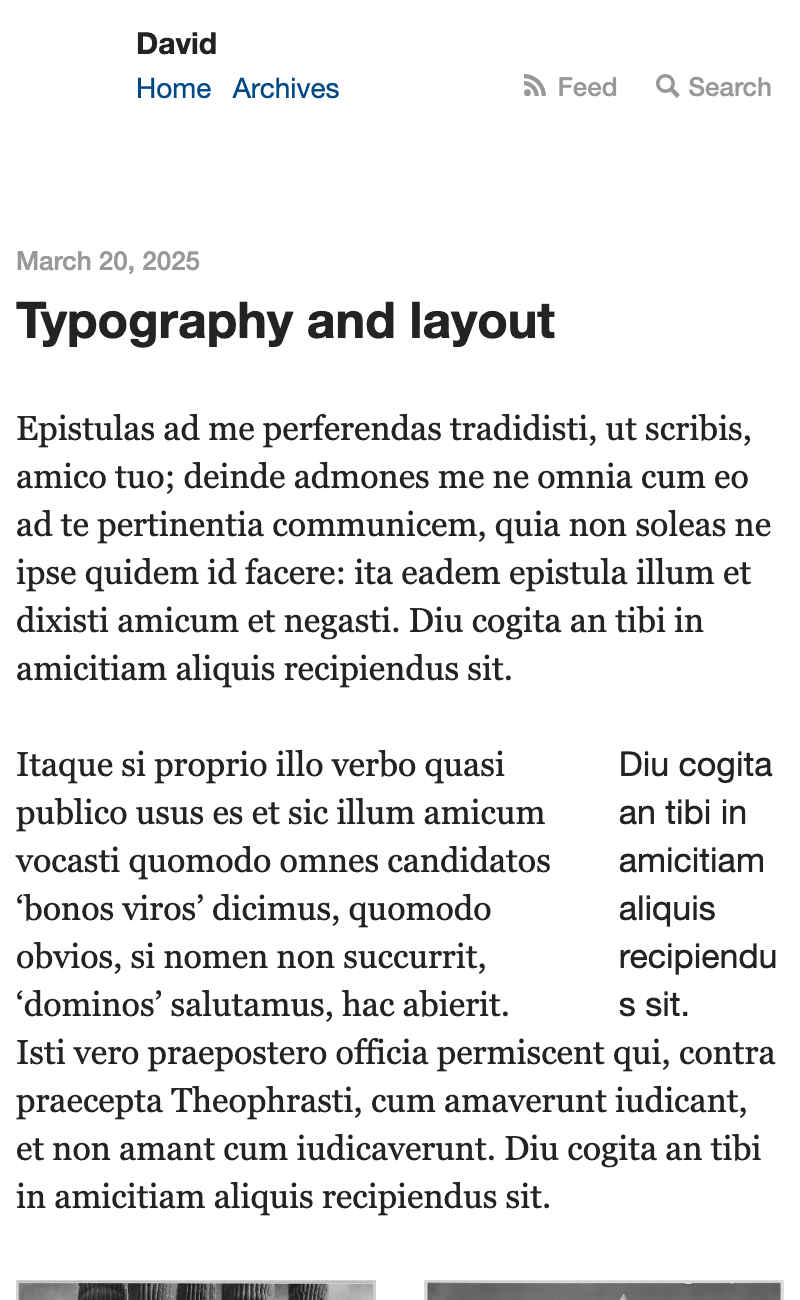 David
Home Archives
Feed Search
March 20, 2025
Typography and layout
Epistulas ad me perferendas tradidisti, ut scribis,
amico tuo; deinde admones me ne omnia cum eo
ad te pertinentia communicem, quia non soleas ne
ipse quidem id facere: ita eadem epistula illum et
dixisti amicum et negasti. Diu cogita an tibi in
amicitiam aliquis recipiendus sit.
Itaque si proprio illo verbo quasi
publico usus es et sic illum amicum
vocasti quomodo omnes candidatos
‘bonos viros’ dicimus, quomodo
obvios, si nomen non succurrit,
‘dominos’ salutamus, hac abierit.
Diu cogita
an tibi in
amicitiam
aliquis
recipiendu
s sit.
Isti vero praepostero officia permiscent qui, contra
praecepta Theophrasti, cum amaverunt iudicant,
et non amant cum iudicaverunt. Diu cogita an tibi
in amicitiam aliquis recipiendus sit.